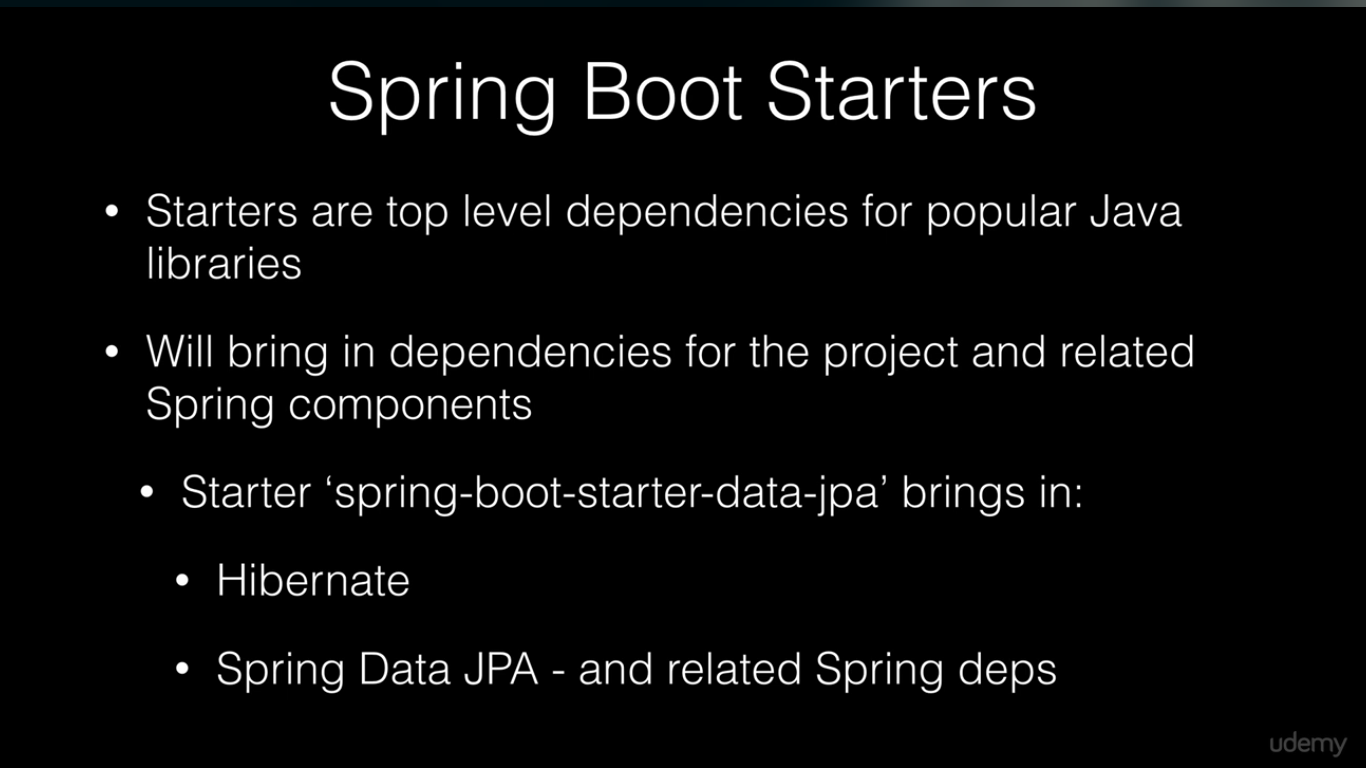 Spring Boot Starters
• Starters are top level dependencies for popular Java
libraries
• Will bring in dependencies for the project and related
Spring components
• Starter ‘spring-boot-starter-data-jpa’ brings in:
• Hibernate
• Spring Data JPA - and related Spring deps
udemy